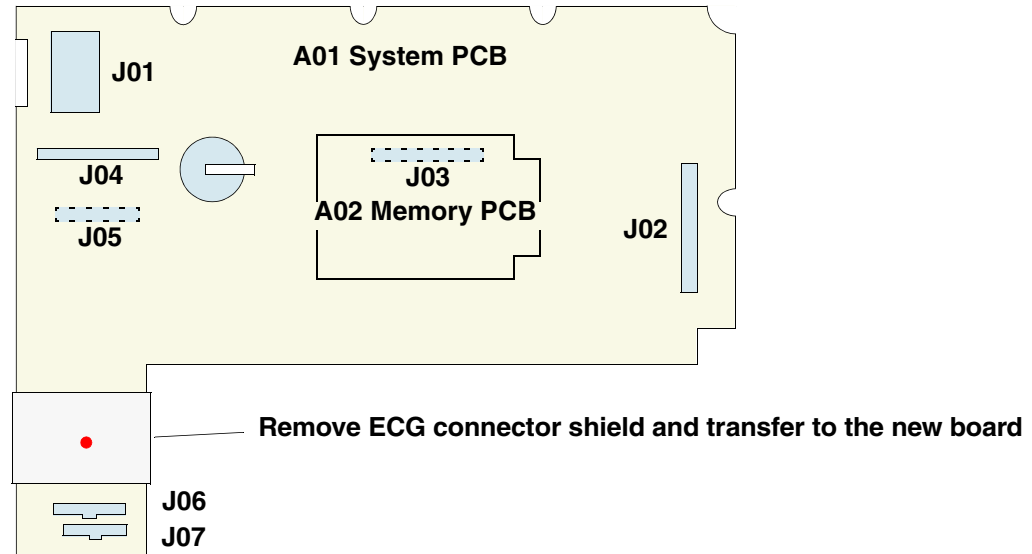 A01 System PCB
J01
J04
J03
J05
A02 Memory PCB
J02
Remove ECG connector shield and transfer to the new board
J06
J07